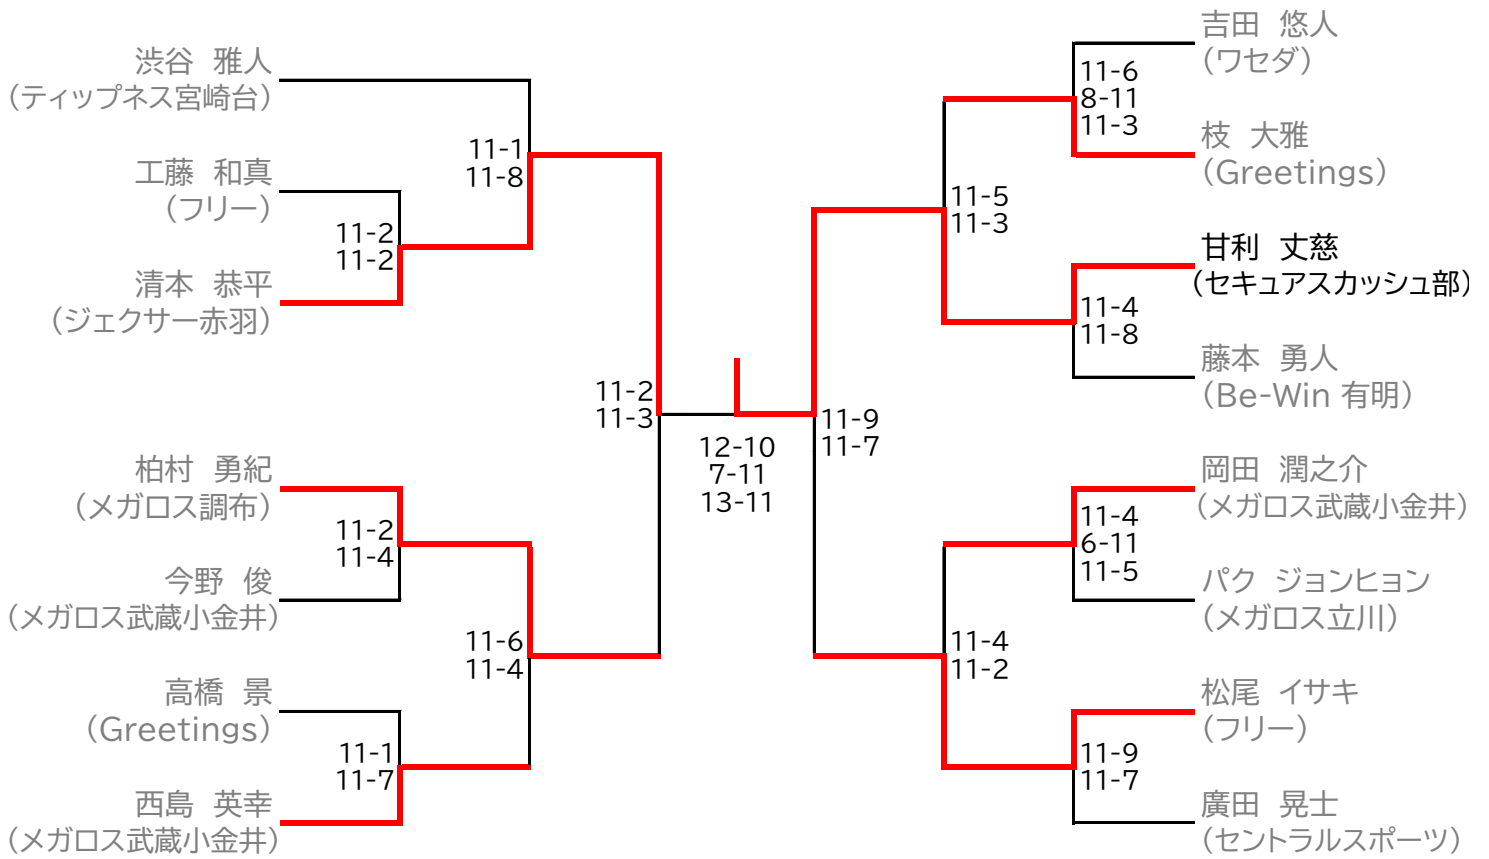 渋谷　雅人
（ティップネス宮崎台）
工藤　和真
（フリー）
清本　恭平
（ジェクサー赤羽）
11-2
11-2
11-1
11-8
柏村　勇紀
（メガロス調布）
今野　俊
（メガロス武蔵小金井）
11-2
11-4
高橋　景
（Greetings）
西島　英幸
（メガロス武蔵小金井）
11-1
11-7
11-6
11-4
11-2
11-3
12-10
7-11
13-11
吉田　悠人
（ワセダ）
枝　大雅
（Greetings）
11-6
8-11
11-3
甘利　丈慈
（セキュアスカッシュ部）
藤本　勇人
（Be-Win 有明）
11-4
11-8
11-5
11-3
11-9
11-7
岡田　潤之介
（メガロス武蔵小金井）
パク　ジョンヒョン
（メガロス立川）
11-4
6-11
11-5
松尾　イサキ
（フリー）
廣田　晃士
（セントラルスポーツ）
11-9
11-7
11-4
11-2